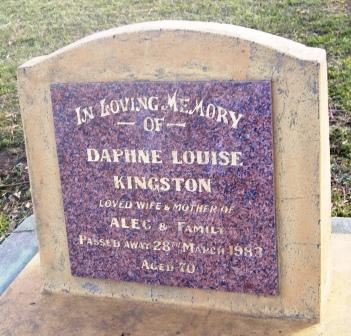 In Loving Memory
— OF —
DAPHNE LOUISE
KINGSTON
LOVED WIFE & MOTHER OF
ALEC & FAMILY
PASSED AWAY 28TH MARCH 1983
AGED 70